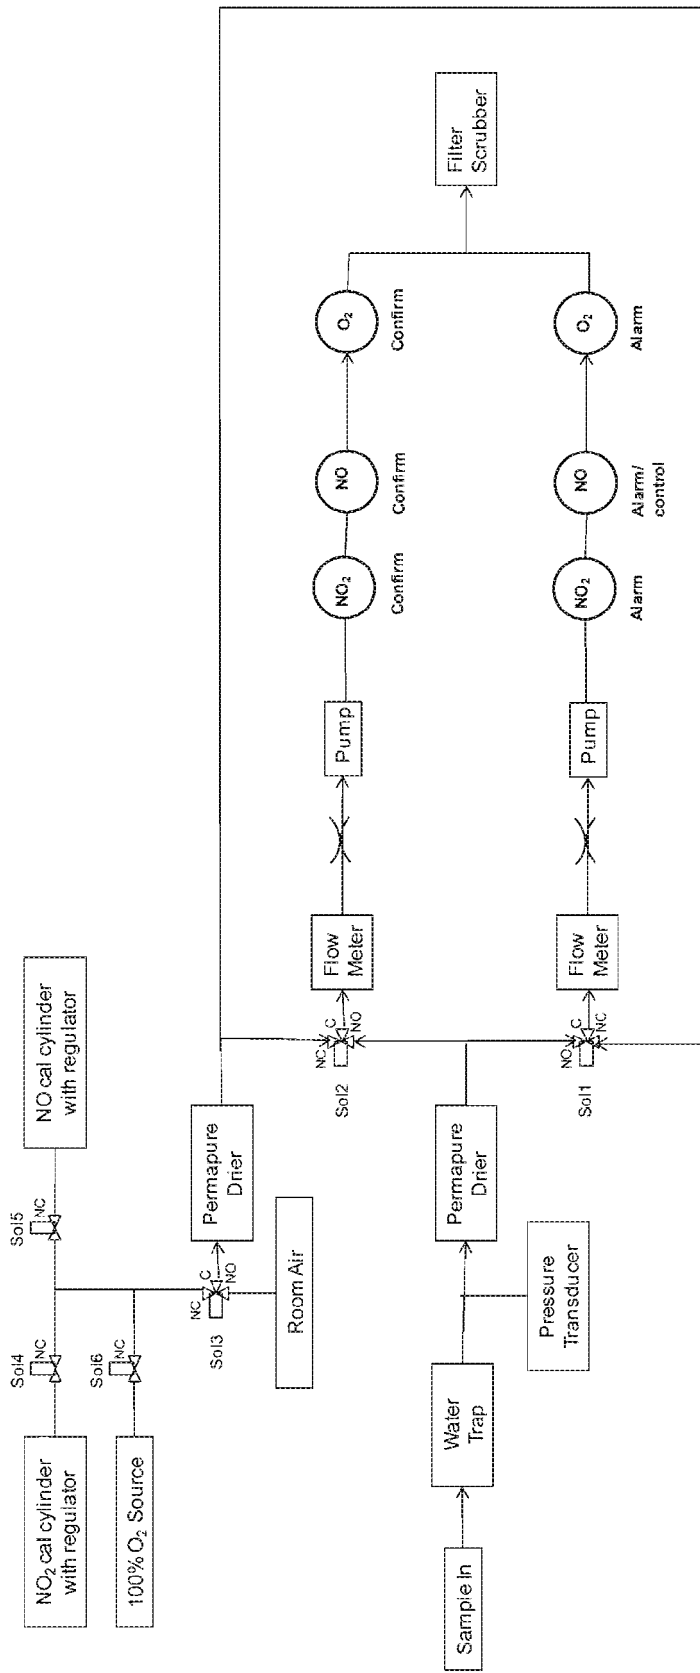 NO₂ cal cylinder
with regulator
Sol4
NC
Sol5
NC
NO cal cylinder
with regulator
100% O₂ Source
Sol6
NC
NC
C
NO
Sol3
Room Air
Permapure
Drier
NC
C
NO
Sol2
Flow
Meter
Pump
NO₂
Confirm
NO
Confirm
O₂
Confirm
Filter
Scrubber
Sample In
Water
Trap
Pressure
Transducer
Permapure
Drier
NO
C
NC
Sol1
Flow
Meter
Pump
NO₂
Alarm
NO
Alarm/
control
O₂
Alarm